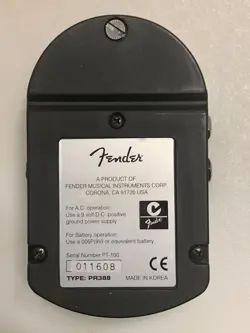 Fender
A PRODUCT OF
FENDER MUSICAL INSTRUMENTS CORP.
CORONA, CA 91720 USA
For A.C. operation:
Use a 9 volt D.C.-positive
ground power supply
For Battery operation:
Use a 006P(9v) or equivalent battery.
Serial Number PT-100
011608
TYPE: PR388
MADE IN KOREA
Fender